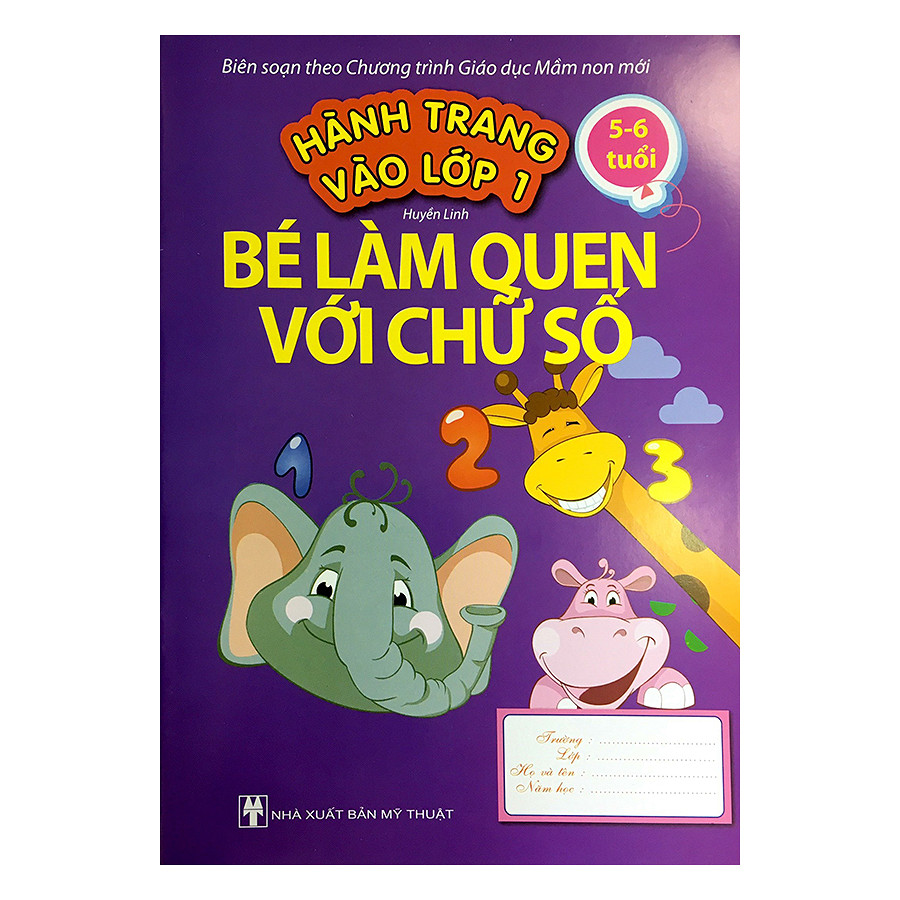 Biên soạn theo Chương trình Giáo dục Mầm non mới
HÀNH TRANG
VÀO LỚP 1
5-6
tuổi
Huyền Linh
BÉ LÀM QUEN
VỚI CHỮ SỐ
1
2
3
Trường : ........................
Lớp : ........................
Họ và tên : ........................
Năm học : ........................
MT
NHÀ XUẤT BẢN MỸ THUẬT